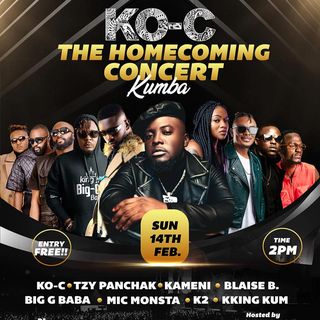 KO-C
THE HOMECOMING
CONCERT
Kumba
ENTRY
FREE!!
SUN
14TH
FEB.
TIME
2PM
KO-C • TZY PANCHAK • KAMENI • BLAISE B.
BIG G BABA • MIC MONSTA • K2 • KKING KUM
Hosted by